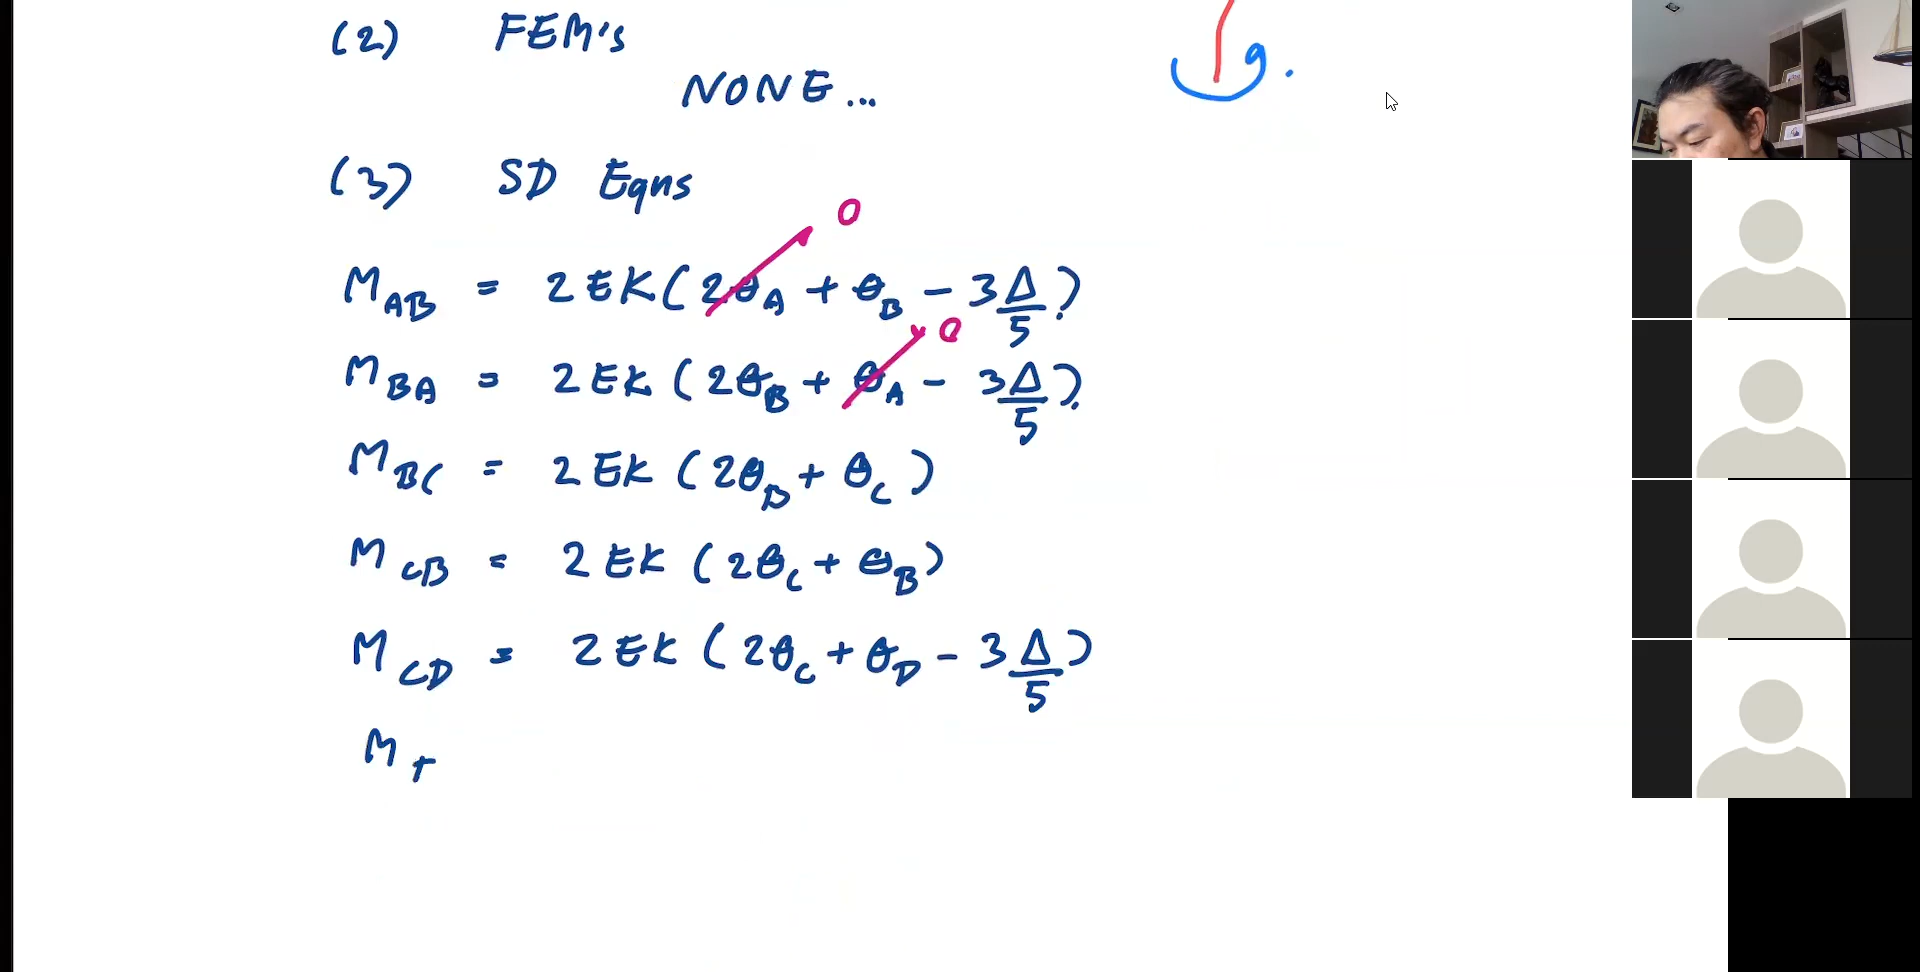 (2) FEM's
NONE...
g.
(3) SD Eqns
0
M_AB = 2EK(2θ_A + θ_B - 3Δ/5)
0
M_BA = 2EK(2θ_B + θ_A - 3Δ/5)
M_BC = 2EK(2θ_B + θ_C)
M_CB = 2EK(2θ_C + θ_B)
M_CD = 2EK(2θ_C + θ_D - 3Δ/5)
M